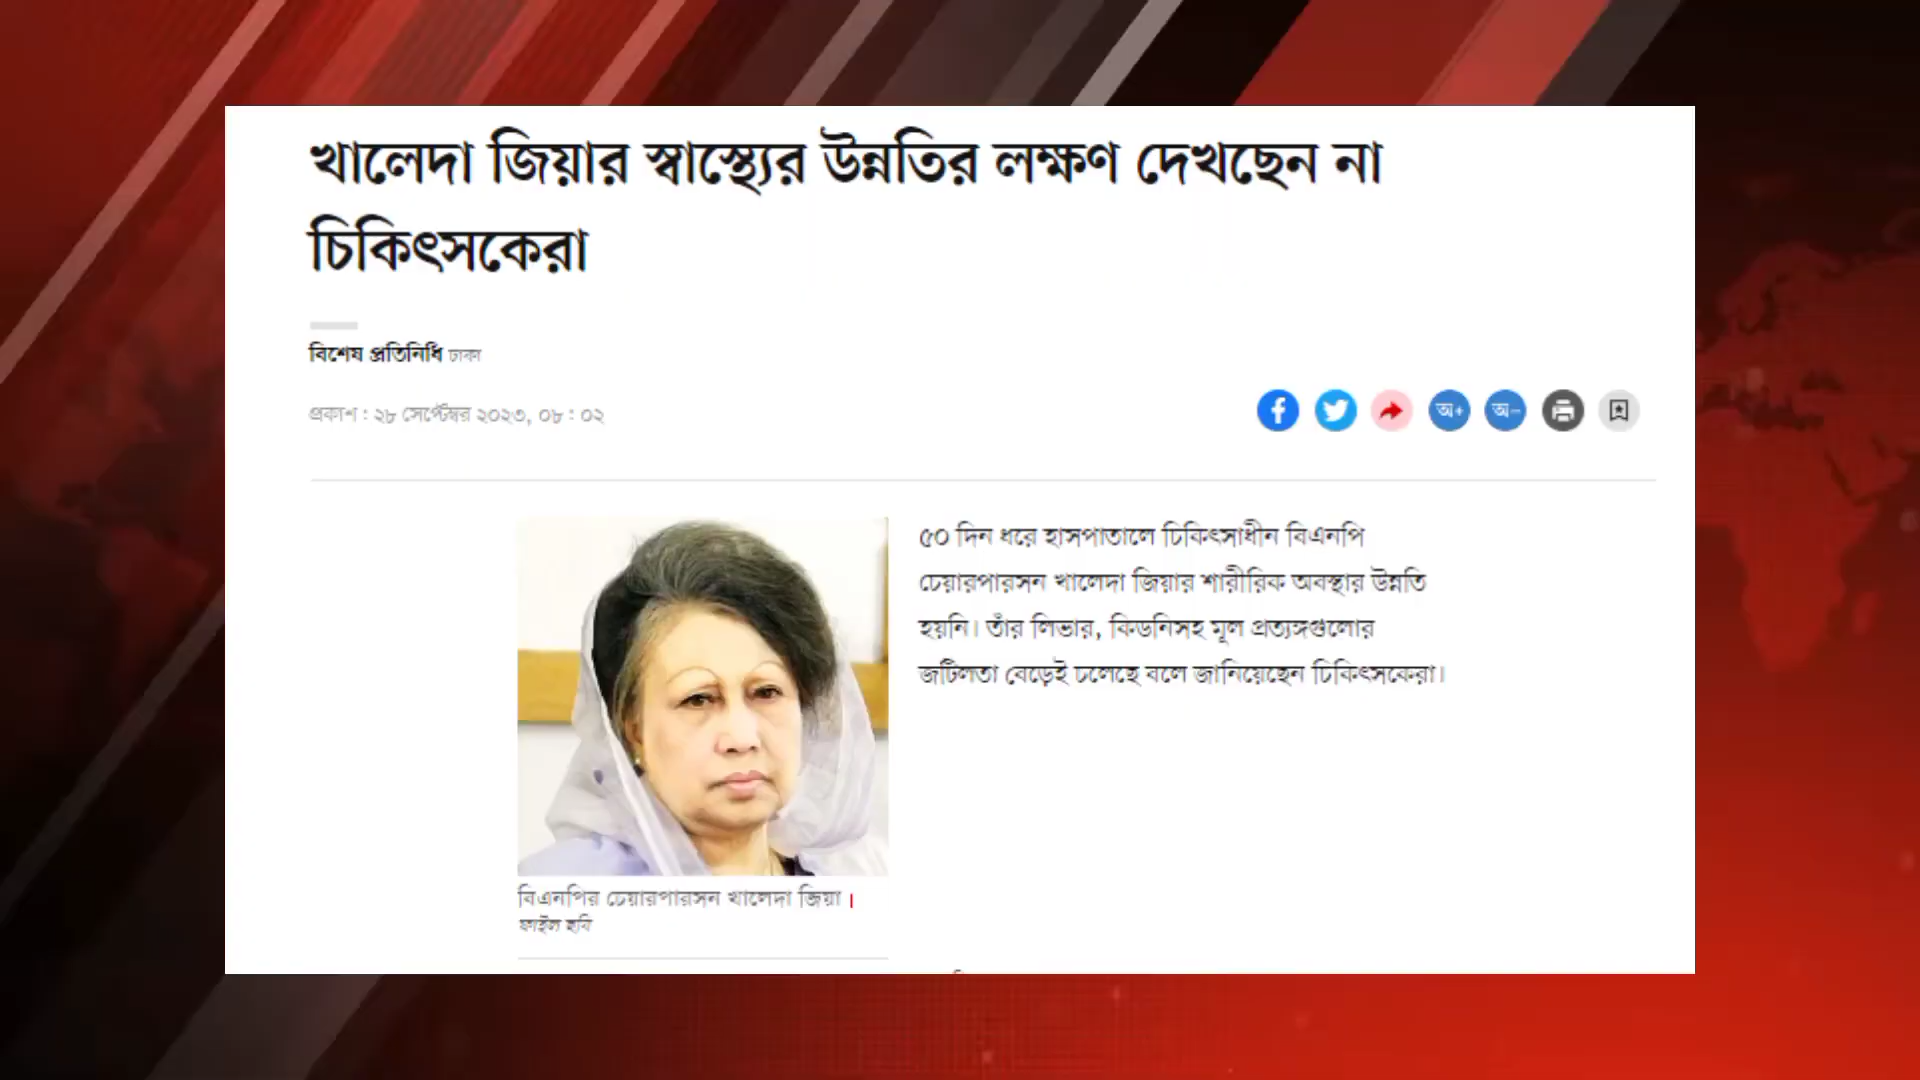 খালেদা জিয়ার স্বাস্থ্যের উন্নতির লক্ষণ দেখছেন না
চিকিৎসকেরা
বিশেষ প্রতিনিধি ঢাকা
প্রকাশ : ২৮ সেপ্টেম্বর ২০২৩, ০৮ : ০২
অ+ অ−
৫০ দিন ধরে হাসপাতালে চিকিৎসাধীন বিএনপি
চেয়ারপারসন খালেদা জিয়ার শারীরিক অবস্থার উন্নতি
হয়নি। তাঁর লিভার, কিডনিসহ মূল প্রত্যঙ্গগুলোর
জটিলতা বেড়েই চলেছে বলে জানিয়েছেন চিকিৎসকেরা।
বিএনপির চেয়ারপারসন খালেদা জিয়া।
ফাইল ছবি